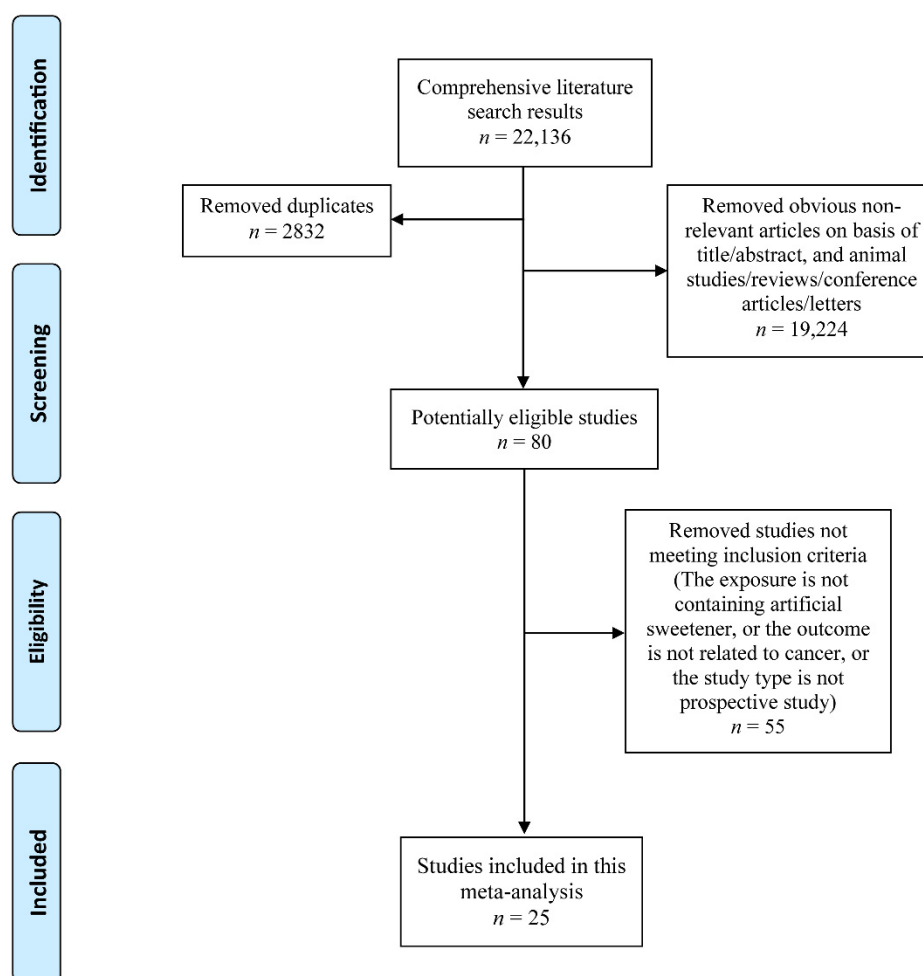 Identification
Comprehensive literature
search results
n = 22,136
Removed duplicates
n = 2832
Removed obvious non-
relevant articles on basis of
title/abstract, and animal
studies/reviews/conference
articles/letters
n = 19,224
Screening
Potentially eligible studies
n = 80
Eligibility
Removed studies not
meeting inclusion criteria
(The exposure is not
containing artificial
sweetener, or the outcome
is not related to cancer, or
the study type is not
prospective study)
n = 55
Included
Studies included in this
meta-analysis
n = 25